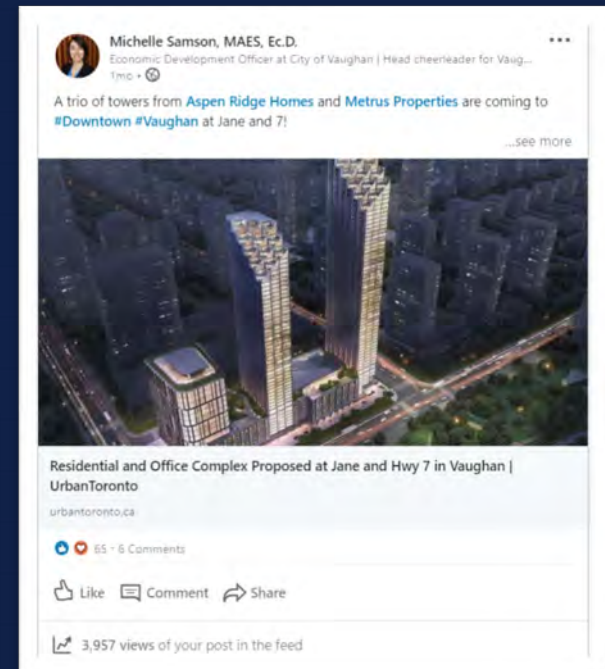 Michelle Samson, MAES, Ec.D.
Economic Development Officer at City of Vaughan | Head cheerleader for Vaug...
1mo •
A trio of towers from Aspen Ridge Homes and Metrus Properties are coming to
#Downtown #Vaughan at Jane and 7!
...see more
Residential and Office Complex Proposed at Jane and Hwy 7 in Vaughan |
UrbanToronto
urbantoronto.ca
65 · 6 Comments
Like Comment Share
3,957 views of your post in the feed